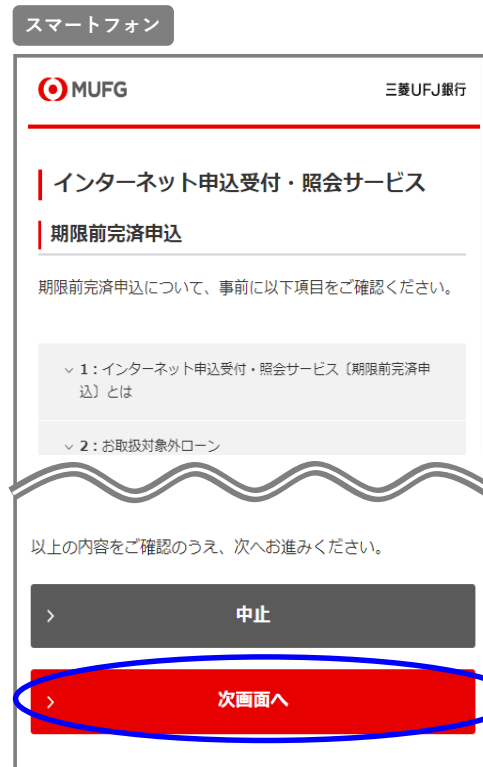 スマートフォン
MUFG
三菱UFJ銀行
インターネット申込受付・照会サービス
期限前完済申込
期限前完済申込について、事前に以下項目をご確認ください。
1：インターネット申込受付・照会サービス〔期限前完済申
込〕とは
2：お取扱対象外ローン
以上の内容をご確認のうえ、次へお進みください。
中止
次画面へ